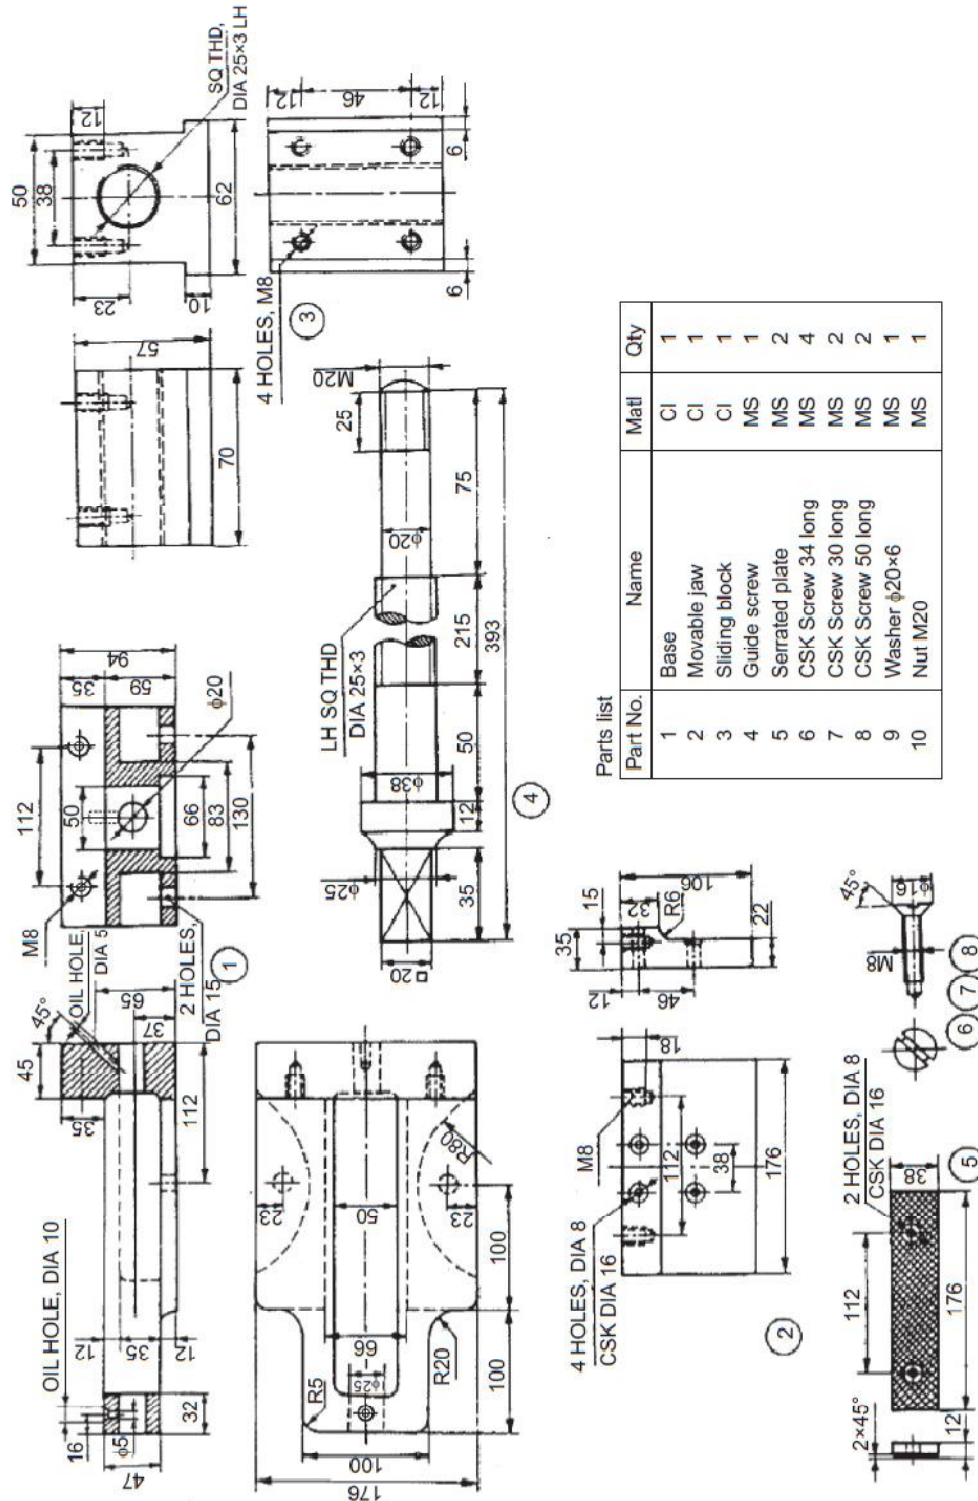 OIL HOLE, DIA 10
16
ϕ5
47
32
12
35
12
35
45
45°
OIL HOLE,
DIA 5
65
37
112
2 HOLES,
DIA 15
1
M8
112
50
35
59
94
ϕ20
66
83
130
57
70
50
38
12
SQ THD,
DIA 25×3 LH
23
10
62
4 HOLES, M8
3
12
46
12
6
6
R5
ϕ25
66
R20
100
176
100
100
23
50
23
R80
□ 20
ϕ25
35
12
ϕ38
50
LH SQ THD
DIA 25×3
215
393
ϕ20
75
25
M20
4
4 HOLES, DIA 8
CSK DIA 16
M8
112
38
176
18
2
12
46
35
15
32
R6
106
22
2×45°
12
112
176
2 HOLES, DIA 8
CSK DIA 16
38
5
6
7
8
M8
45°
ϕ16
Parts list
Part No. Name Matl Qty
1 Base CI 1
2 Movable jaw CI 1
3 Sliding block CI 1
4 Guide screw MS 1
5 Serrated plate MS 2
6 CSK Screw 34 long MS 4
7 CSK Screw 30 long MS 2
8 CSK Screw 50 long MS 2
9 Washer ϕ20×6 MS 1
10 Nut M20 MS 1